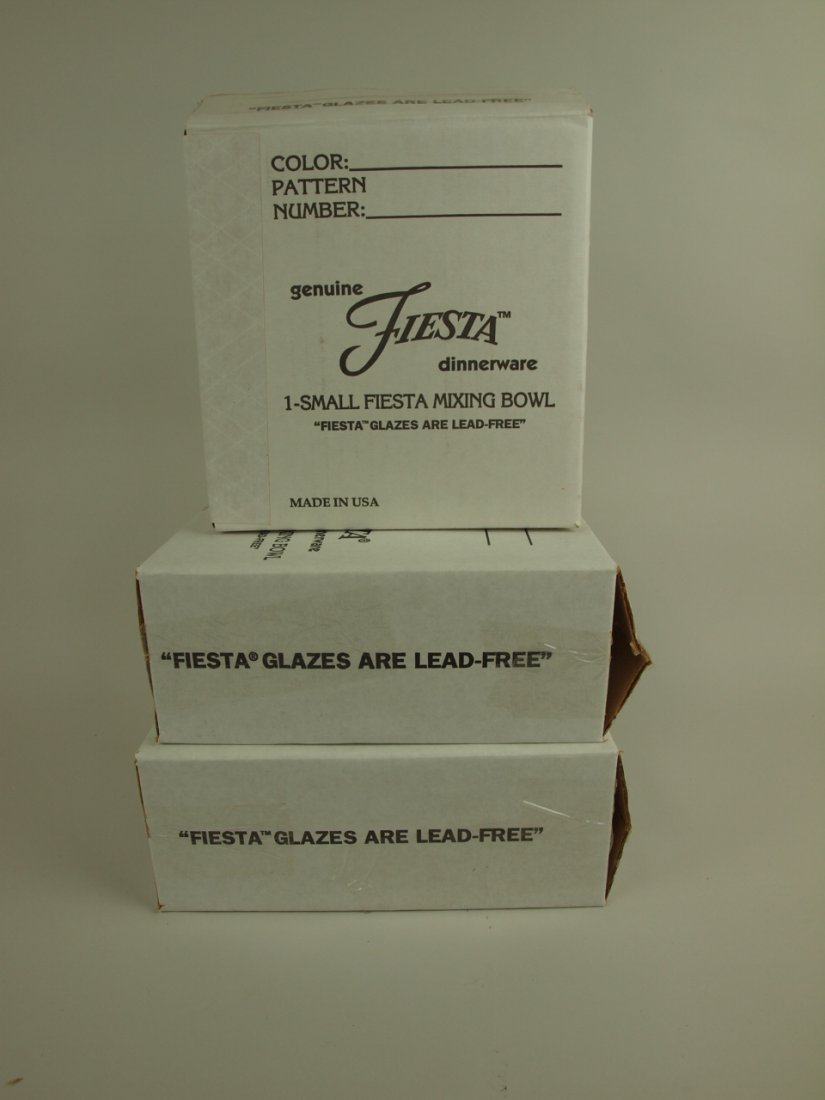 "FIESTA™ GLAZES ARE LEAD-FREE"
COLOR:
PATTERN
NUMBER:
genuine
FIESTA™
dinnerware
1-SMALL FIESTA MIXING BOWL
"FIESTA™ GLAZES ARE LEAD-FREE"
MADE IN USA
"FIESTA® GLAZES ARE LEAD-FREE"
"FIESTA™ GLAZES ARE LEAD-FREE"